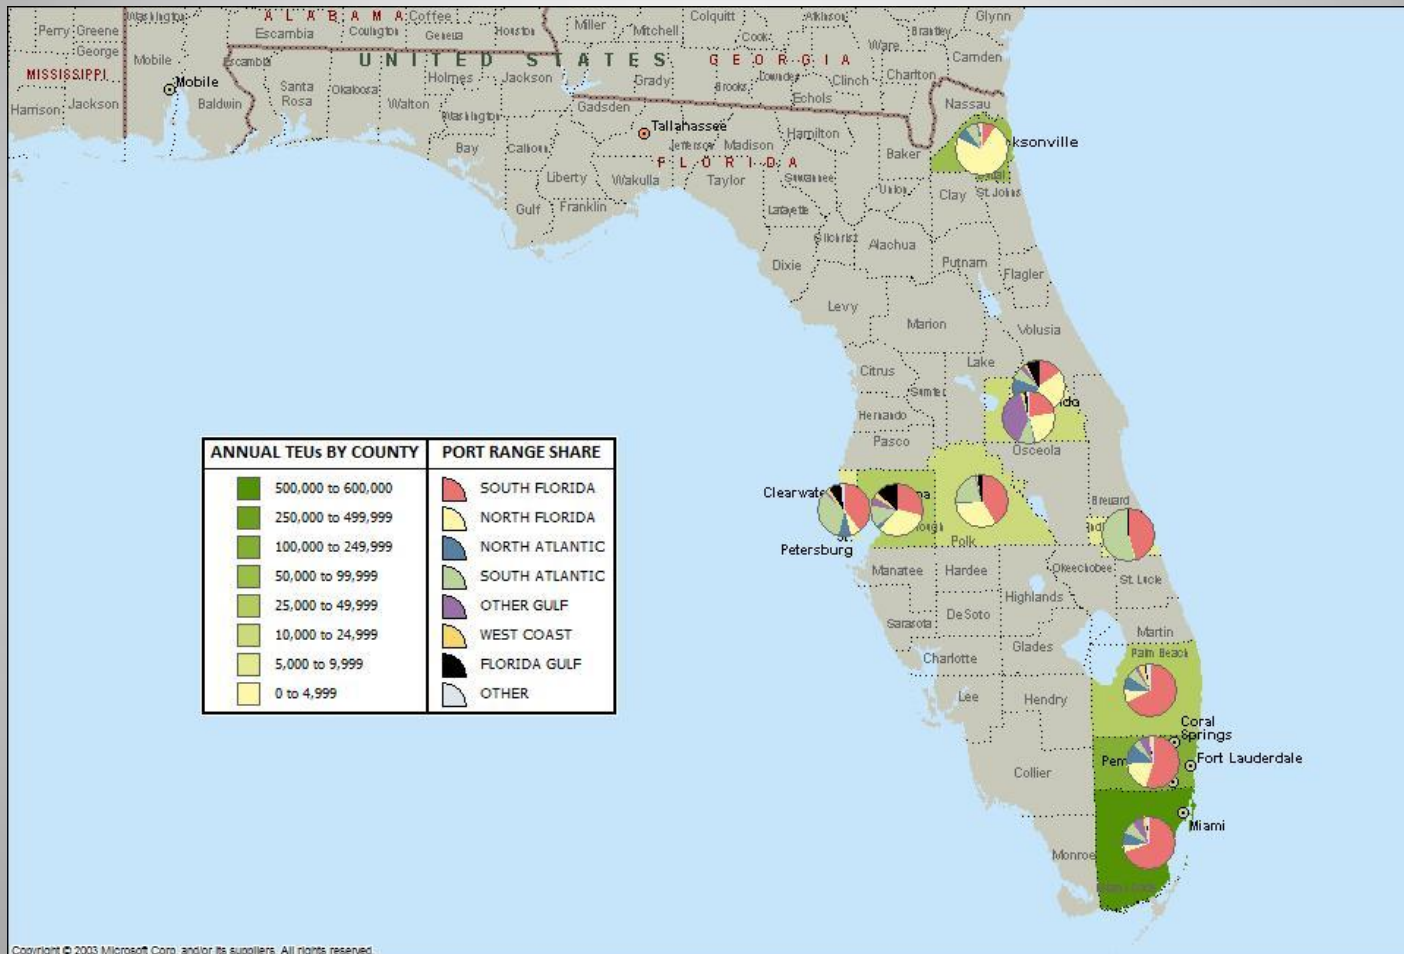 Washington
ALABAMA
Coffee
Colquitt
Atkinson
Glynn
Perry
Greene
Escambia
Covington
Geneva
Houston
Miller
Mitchell
Cook
Brantley
George
Mobile
Escambia
UNITED STATES
GEORGIA
Ware
Camden
MISSISSIPPI
Mobile
Santa
Rosa
Okaloosa
Holmes
Jackson
Grady
Brooks
Lowndes
Clinch
Charlton
Echols
Harrison
Jackson
Baldwin
Walton
Washington
Gadsden
Nassau
Tallahassee
Hamilton
ksonville
Bay
Calhoun
Jefferson
Madison
Baker
FLORIDA
Liberty
Wakulla
Taylor
Suwannee
Union
Clay
St. Johns
Gulf
Franklin
Lafayette
Gilchrist
Alachua
Dixie
Putnam
Flagler
Levy
Marion
Volusia
Citrus
Lake
Sumter
Hernando
Pasco
Osceola
Clearwate
Brevard
St.
Petersburg
Polk
Manatee
Hardee
Okeechobee
St. Lucie
Highlands
Sarasota
DeSoto
Martin
Charlotte
Glades
Palm Beach
Lee
Hendry
Coral
Springs
Collier
Pem
Fort Lauderdale
Miami
Monroe
ANNUAL TEUs BY COUNTY
500,000 to 600,000
250,000 to 499,999
100,000 to 249,999
50,000 to 99,999
25,000 to 49,999
10,000 to 24,999
5,000 to 9,999
0 to 4,999
PORT RANGE SHARE
SOUTH FLORIDA
NORTH FLORIDA
NORTH ATLANTIC
SOUTH ATLANTIC
OTHER GULF
WEST COAST
FLORIDA GULF
OTHER
Copyright © 2003 Microsoft Corp. and/or its suppliers. All rights reserved.